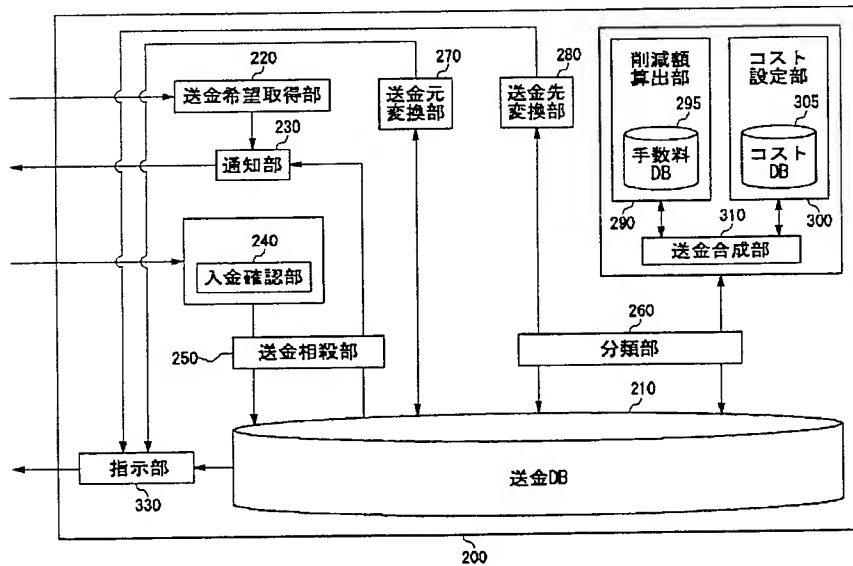 220
送金希望取得部
230
通知部
240
入金確認部
250
送金相殺部
270
送金元
変換部
280
送金先
変換部
削減額
算出部
295
手数料
DB
290
コスト
設定部
305
コスト
DB
300
310
送金合成部
260
分類部
210
送金DB
指示部
330
200